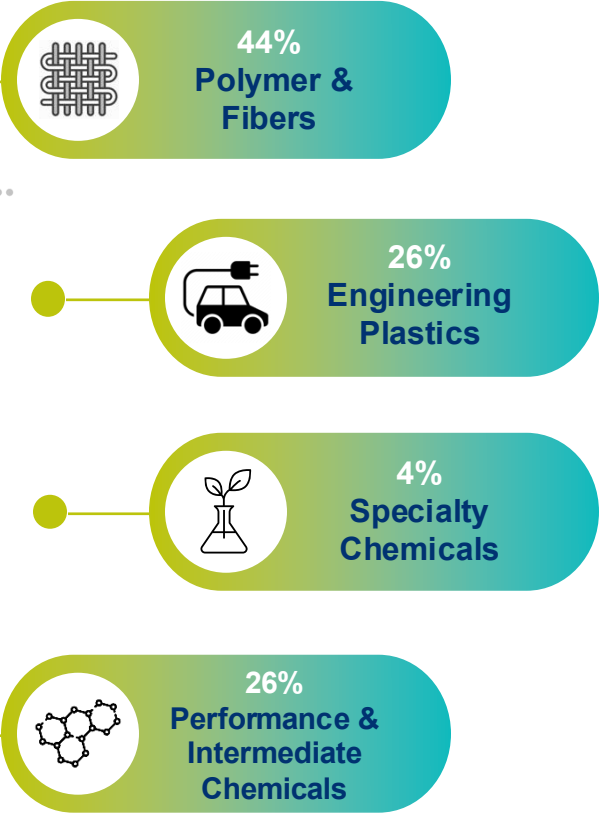 44%
Polymer &
Fibers
26%
Engineering
Plastics
4%
Specialty
Chemicals
26%
Performance &
Intermediate
Chemicals